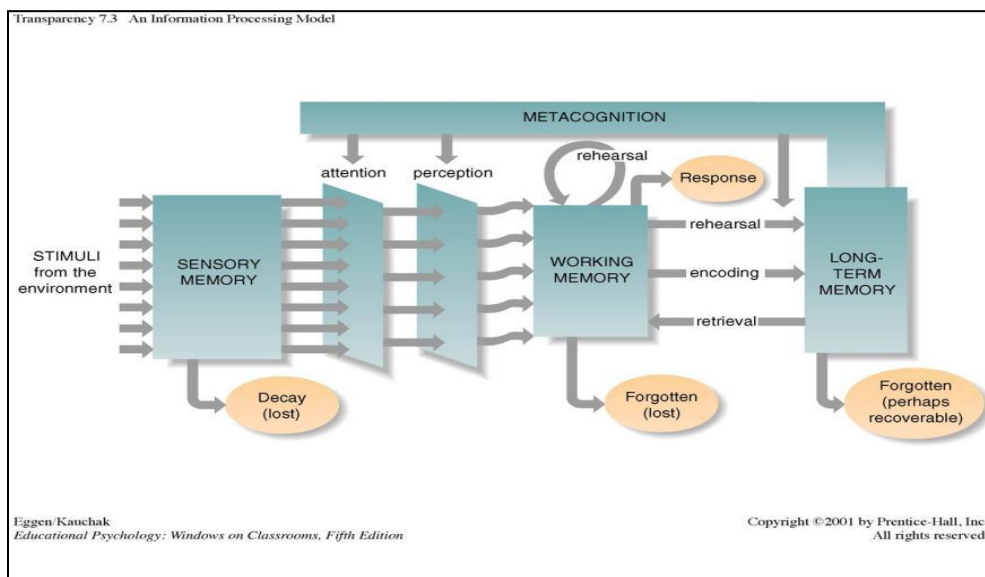 Transparency 7.3 An Information Processing Model
METACOGNITION
attention
perception
rehearsal
Response
STIMULI
from the
environment
SENSORY
MEMORY
WORKING
MEMORY
rehearsal
encoding
retrieval
LONG-
TERM
MEMORY
Decay
(lost)
Forgotten
(lost)
Forgotten
(perhaps
recoverable)
Eggen/Kauchak
Educational Psychology: Windows on Classrooms, Fifth Edition
Copyright ©2001 by Prentice-Hall, Inc
All rights reserved